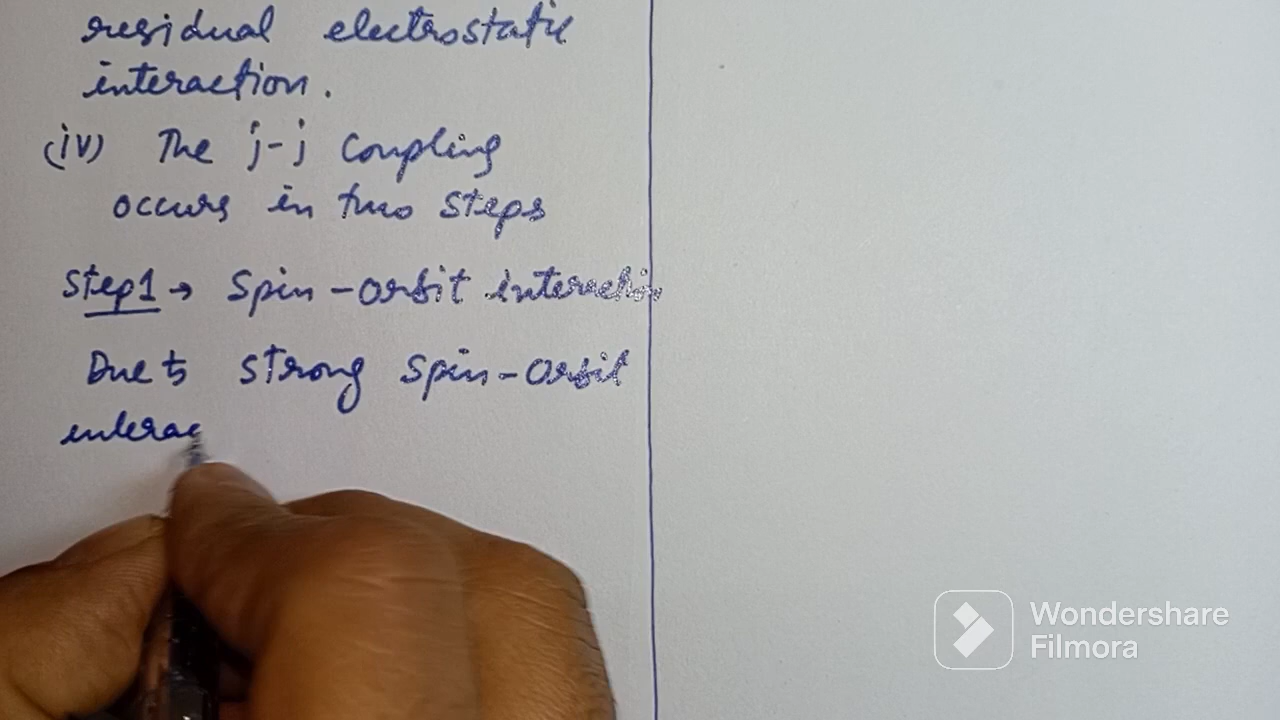 residual electrostatic
interaction.
(iv) The j-j Coupling
occurs in two steps
Step1 → Spin-orbit interaction
Due to strong spin-orbit
interac
Wondershare
Filmora